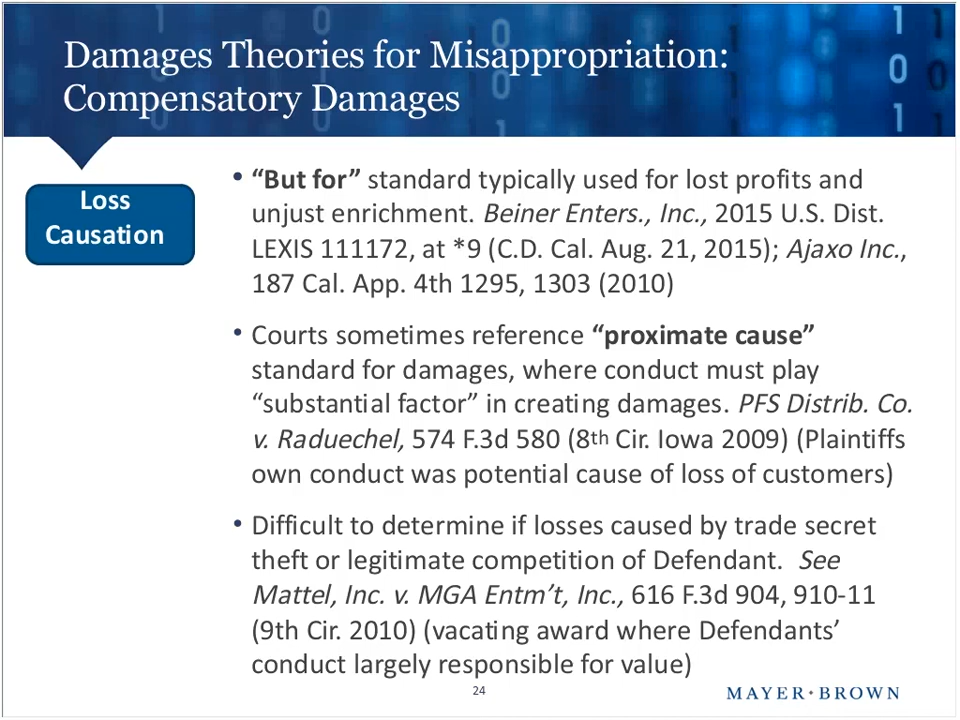 Damages Theories for Misappropriation:
Compensatory Damages
Loss
Causation
• “But for” standard typically used for lost profits and
unjust enrichment. Beiner Enters., Inc., 2015 U.S. Dist.
LEXIS 111172, at *9 (C.D. Cal. Aug. 21, 2015); Ajaxo Inc.,
187 Cal. App. 4th 1295, 1303 (2010)
• Courts sometimes reference “proximate cause”
standard for damages, where conduct must play
“substantial factor” in creating damages. PFS Distrib. Co.
v. Raduechel, 574 F.3d 580 (8th Cir. Iowa 2009) (Plaintiffs
own conduct was potential cause of loss of customers)
• Difficult to determine if losses caused by trade secret
theft or legitimate competition of Defendant. See
Mattel, Inc. v. MGA Entm’t, Inc., 616 F.3d 904, 910-11
(9th Cir. 2010) (vacating award where Defendants’
conduct largely responsible for value)
24
MAYER • BROWN